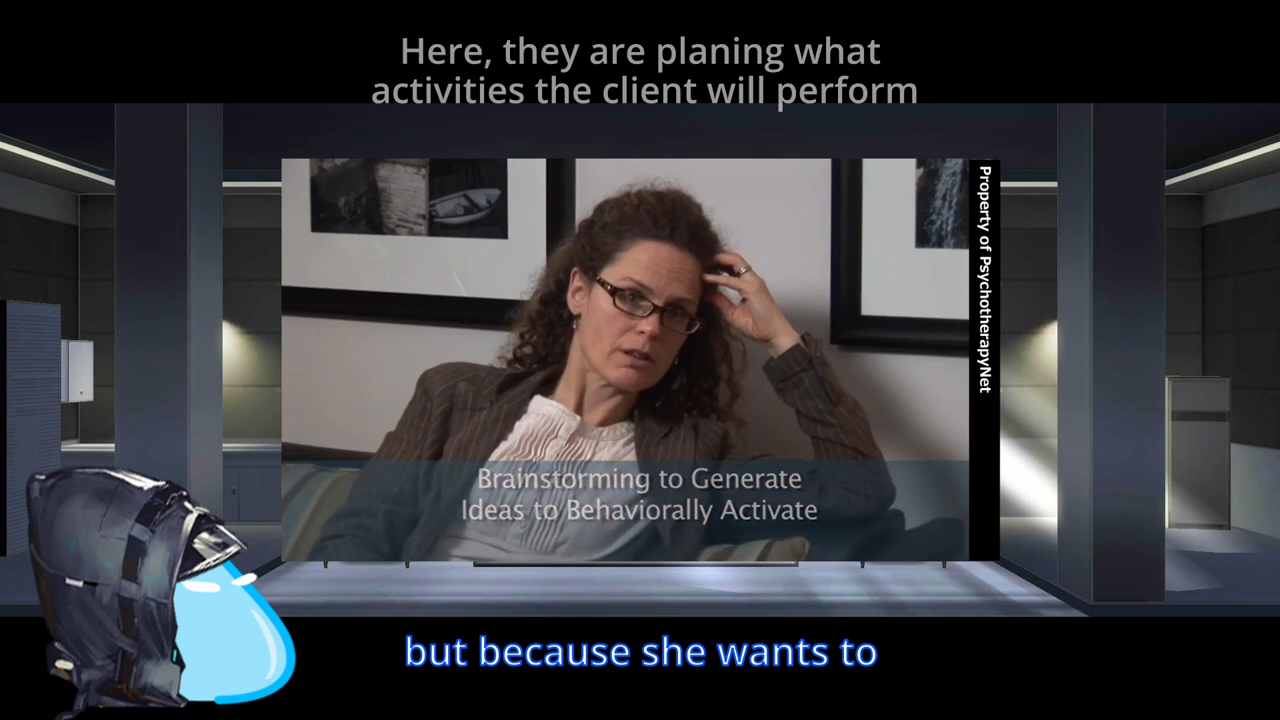 Here, they are planing what
activities the client will perform
Property of PsychotherapyNet
Brainstorming to Generate
Ideas to Behaviorally Activate
but because she wants to